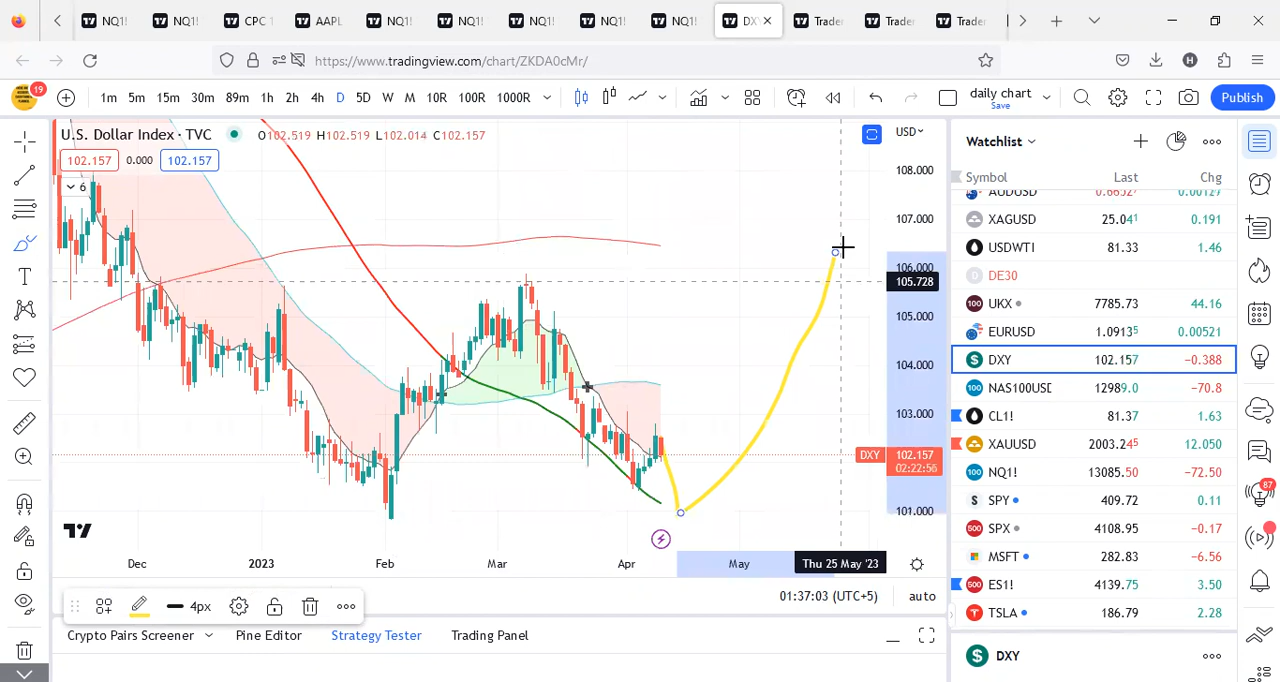 NQ1! NQ1! CPC 1 AAPL NQ1! NQ1! NQ1! NQ1! NQ1! DXY Trader Trader Trader
https://www.tradingview.com/chart/ZKDA0cMr/
19
1m 5m 15m 30m 89m 1h 2h 4h D 5D W M 10R 100R 1000R
daily chart
Save
Publish
U.S. Dollar Index · TVC O102.519 H102.519 L102.014 C102.157
102.157 0.000 102.157
6
USD
108.000
107.000
106.000
105.728
105.000
104.000
103.000
DXY 102.157
02:22:56
101.000
Dec 2023 Feb Mar Apr May Thu 25 May '23
4px
01:37:03 (UTC+5) auto
Crypto Pairs Screener Pine Editor Strategy Tester Trading Panel
Watchlist
Symbol Last Chg
AUDUSD 0.66527 0.00127
XAGUSD 25.041 0.191
USDWTI 81.33 1.46
DE30
UKX 7785.73 44.16
EURUSD 1.09135 0.00521
DXY 102.157 −0.388
NAS100USD 12989.0 −70.8
CL1! 81.37 1.63
XAUUSD 2003.245 12.050
NQ1! 13085.50 −72.50
SPY 409.72 0.11
SPX 4108.95 −0.17
MSFT 282.83 −6.56
ES1! 4139.75 3.50
TSLA 186.79 2.28
DXY
87